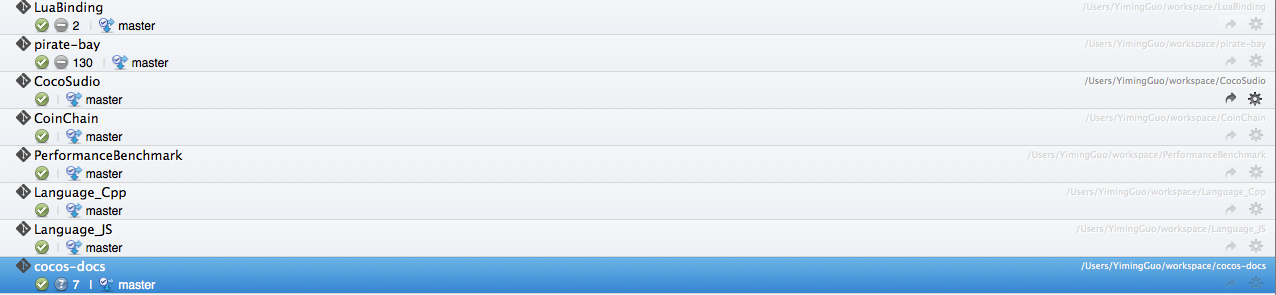 LuaBinding /Users/YimingGuo/workspace/LuaBinding
2 master
pirate-bay /Users/YimingGuo/workspace/pirate-bay
130 master
CocoSudio /Users/YimingGuo/workspace/CocoSudio
master
CoinChain /Users/YimingGuo/workspace/CoinChain
master
PerformanceBenchmark /Users/YimingGuo/workspace/PerformanceBenchmark
master
Language_Cpp /Users/YimingGuo/workspace/Language_Cpp
master
Language_JS /Users/YimingGuo/workspace/Language_JS
master
cocos-docs /Users/YimingGuo/workspace/cocos-docs
? 7 master